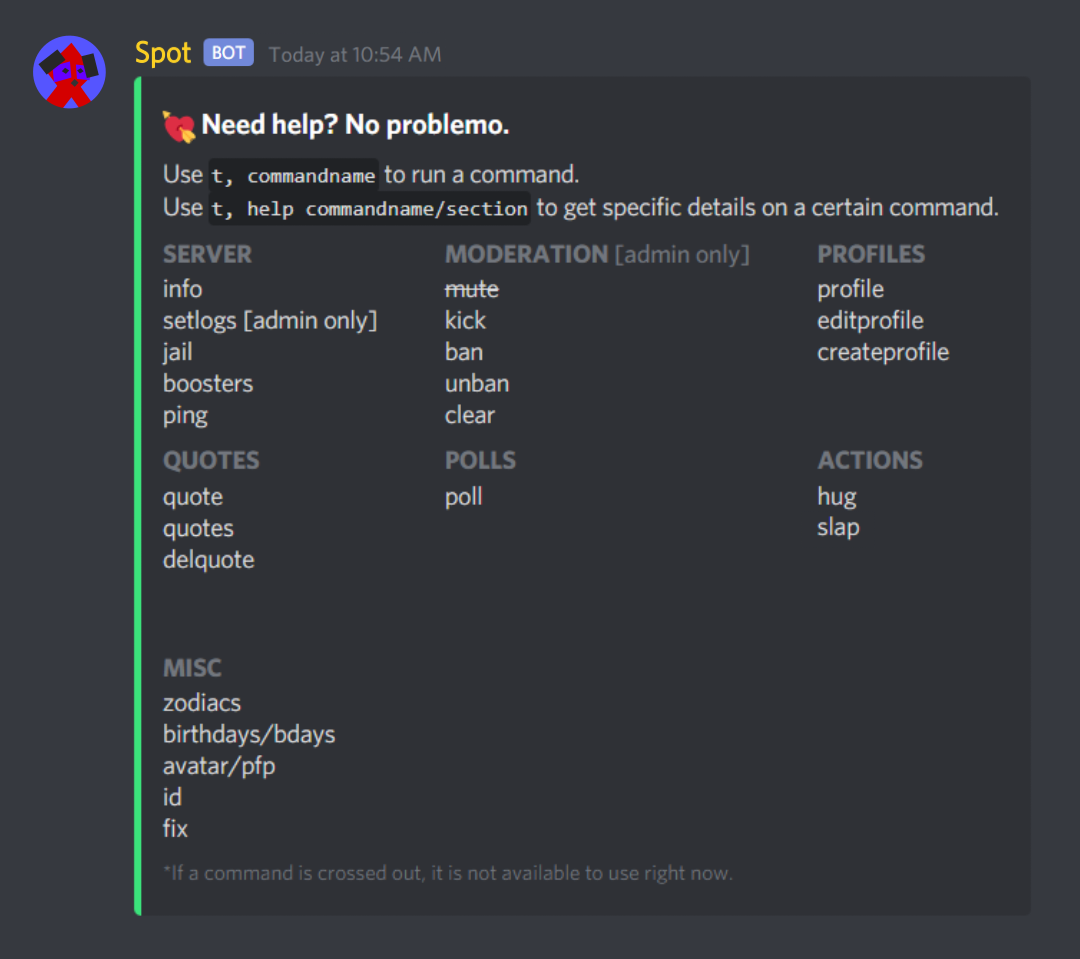 Spot BOT Today at 10:54 AM
Need help? No problemo.
Use t, commandname to run a command.
Use t, help commandname/section to get specific details on a certain command.
SERVER
info
setlogs [admin only]
jail
boosters
ping
MODERATION [admin only]
mute
kick
ban
unban
clear
PROFILES
profile
editprofile
createprofile
QUOTES
quote
quotes
delquote
POLLS
poll
ACTIONS
hug
slap
MISC
zodiacs
birthdays/bdays
avatar/pfp
id
fix
*If a command is crossed out, it is not available to use right now.